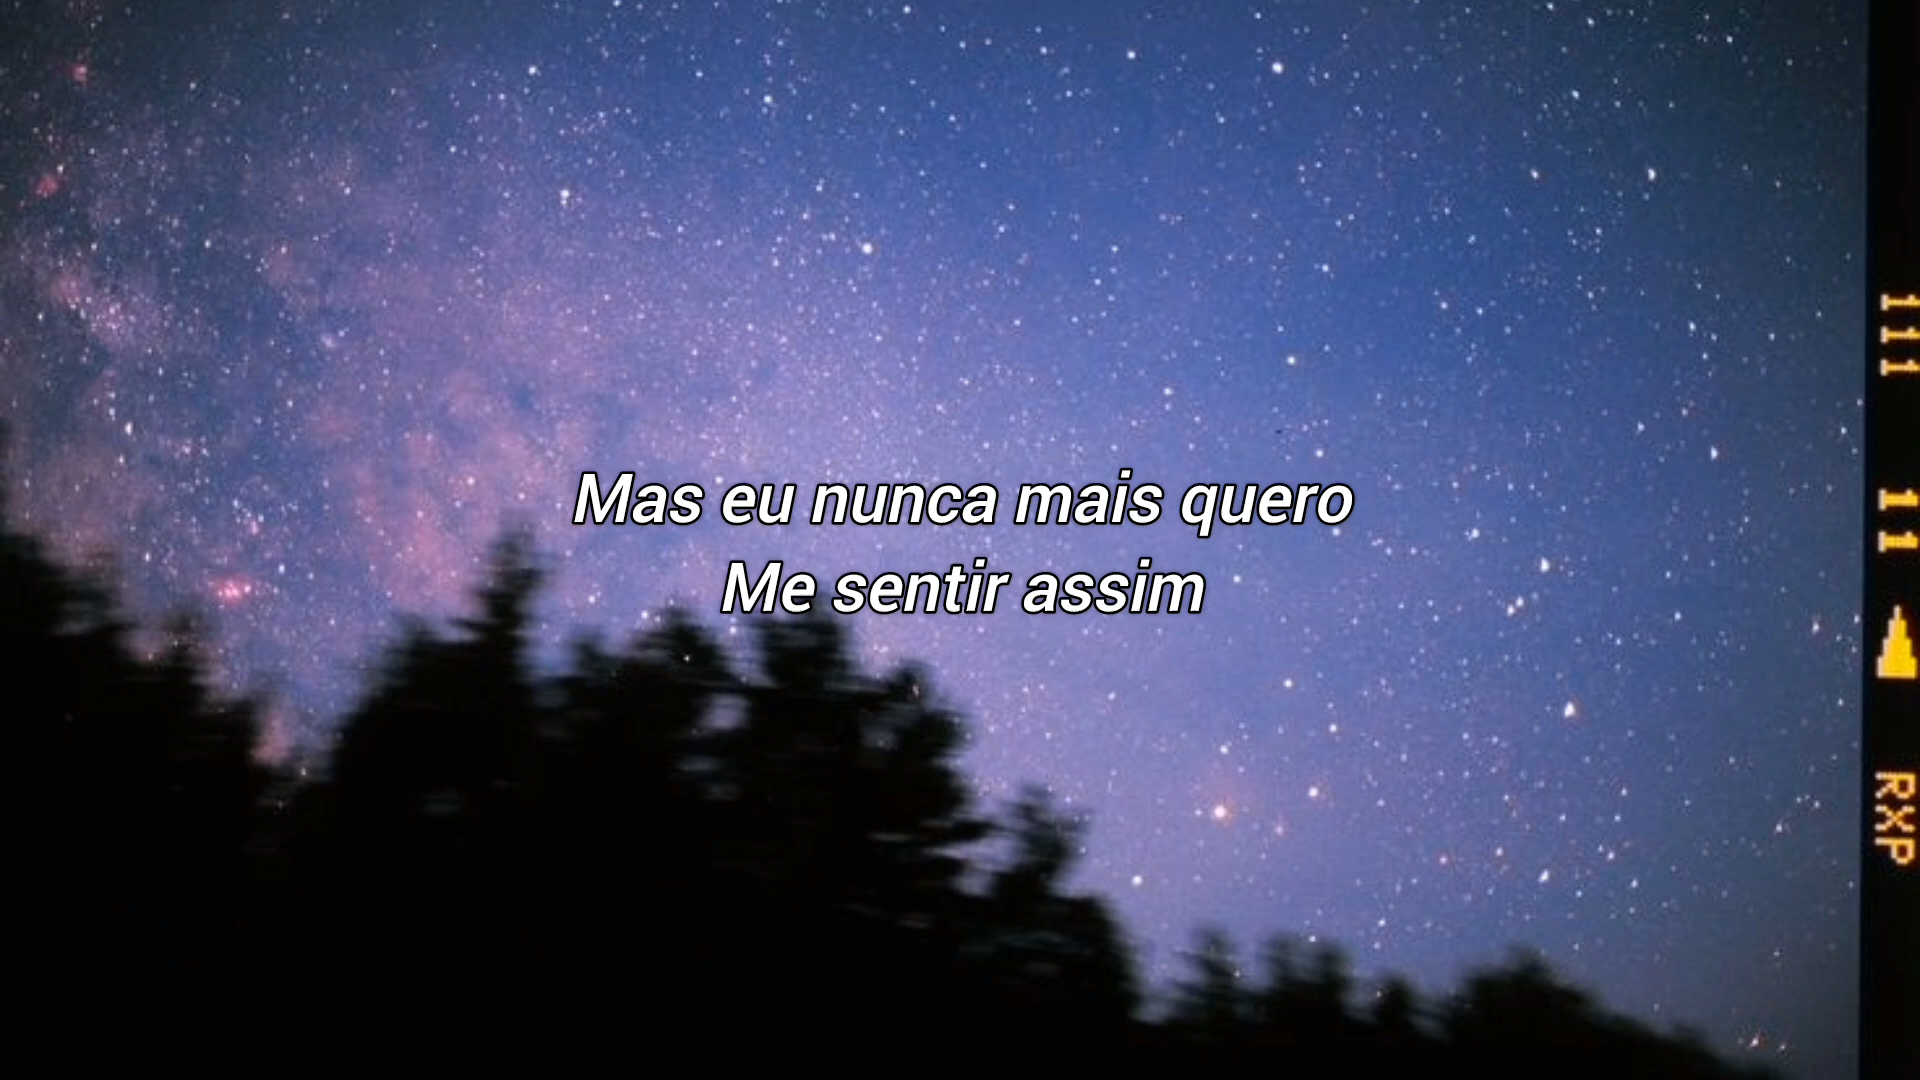 Mas eu nunca mais quero
Me sentir assim
111
11
RXP